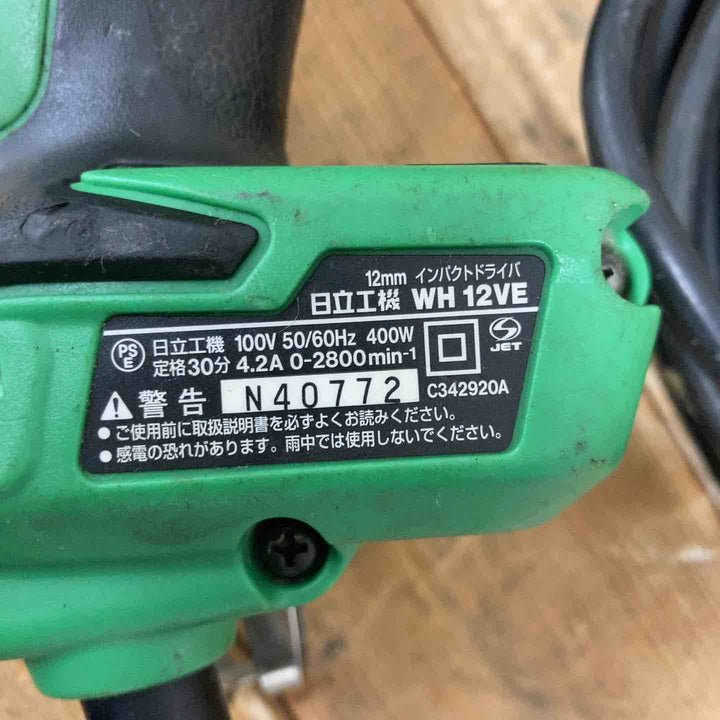 12mm インパクトドライバ
日立工機 WH 12VE
PSE 日立工機 100V 50/60Hz 400W
定格30分 4.2A 0-2800min-1
S JET
警告 N40772 C342920A
● ご使用前に取扱説明書を必ずよくお読みください。
● 感電の恐れがあります。雨中では使用しないでください。